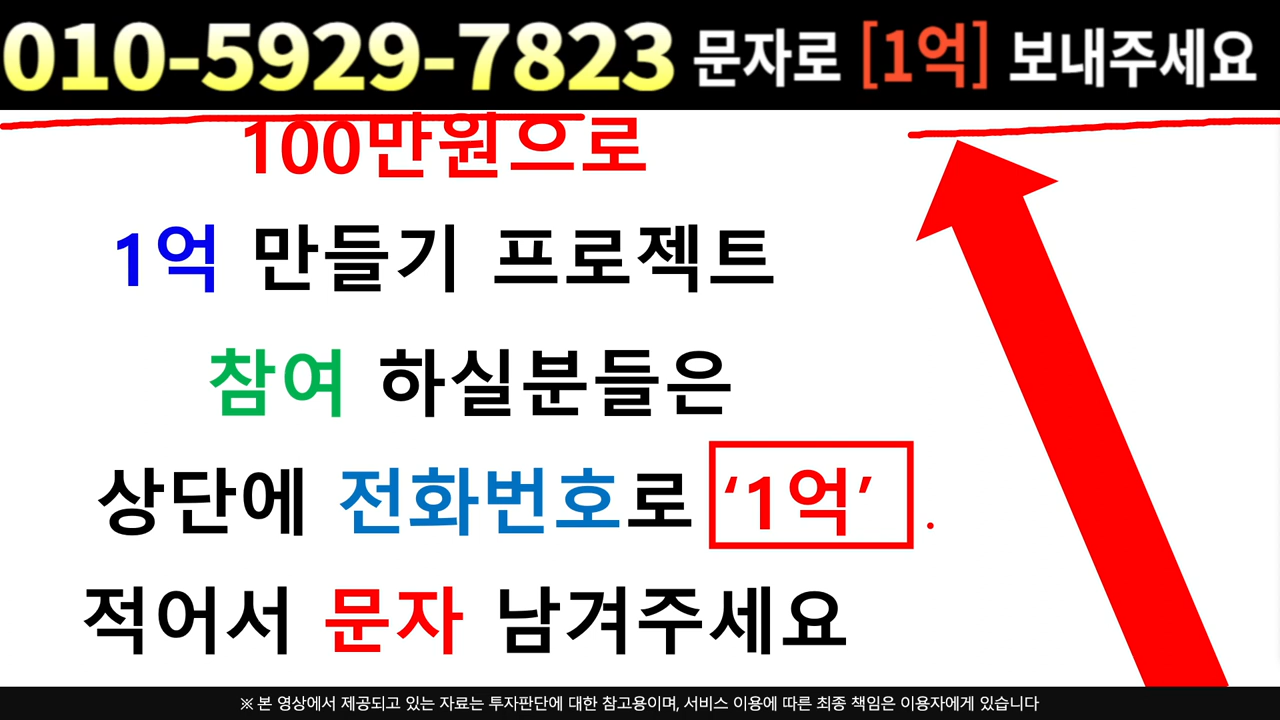 010-5929-7823 문자로 [1억] 보내주세요
100만원으로
1억 만들기 프로젝트
참여 하실분들은
상단에 전화번호로 ‘1억’ .
적어서 문자 남겨주세요
※ 본 영상에서 제공되고 있는 자료는 투자판단에 대한 참고용이며, 서비스 이용에 따른 최종 책임은 이용자에게 있습니다